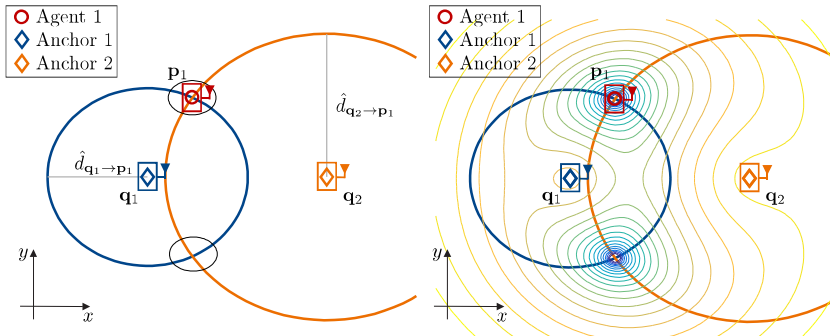 Agent 1
Anchor 1
Anchor 2
p₁
d̂_{q₂→p₁}
d̂_{q₁→p₁}
q₁
q₂
y
x
Agent 1
Anchor 1
Anchor 2
p₁
q₁
q₂
y
x